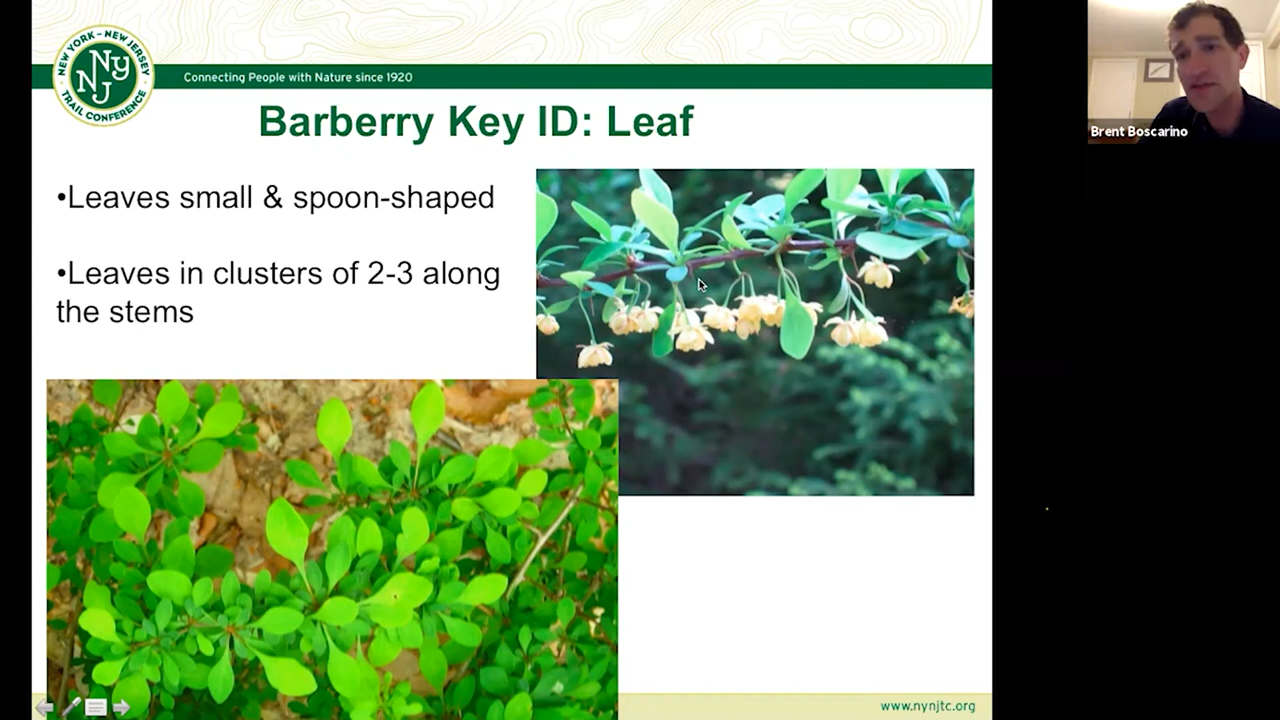 NEW YORK - NEW JERSEY
NY
NJ
TRAIL CONFERENCE
Connecting People with Nature since 1920
Barberry Key ID: Leaf
•Leaves small & spoon-shaped
•Leaves in clusters of 2-3 along
the stems
www.nynjtc.org
Brent Boscarino